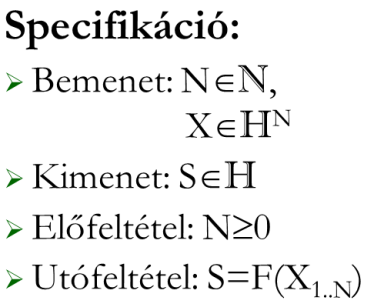 Specifikáció:
➢ Bemenet: N∈ℕ,
X∈ℍᴺ
➢ Kimenet: S∈ℍ
➢ Előfeltétel: N≥0
➢ Utófeltétel: S=F(X₁..N)